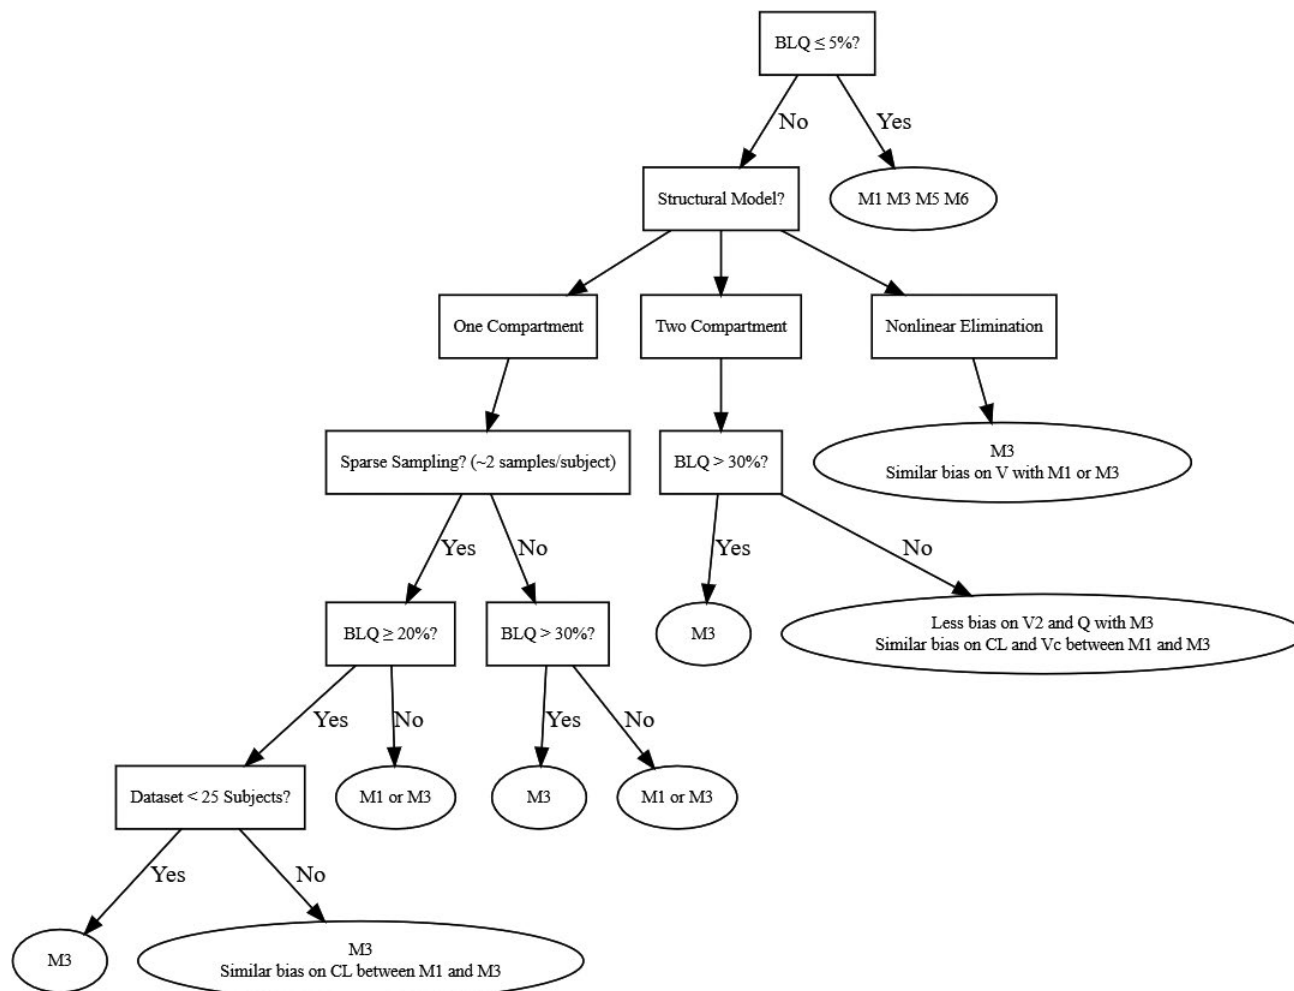 BLQ ≤ 5%?
No
Yes
Structural Model?
M1 M3 M5 M6
One Compartment
Two Compartment
Nonlinear Elimination
Sparse Sampling? (~2 samples/subject)
BLQ > 30%?
M3
Similar bias on V with M1 or M3
Yes
No
Yes
No
BLQ ≥ 20%?
BLQ > 30%?
M3
Less bias on V2 and Q with M3
Similar bias on CL and Vc between M1 and M3
Yes
No
Yes
No
Dataset < 25 Subjects?
M1 or M3
M3
M1 or M3
Yes
No
M3
M3
Similar bias on CL between M1 and M3